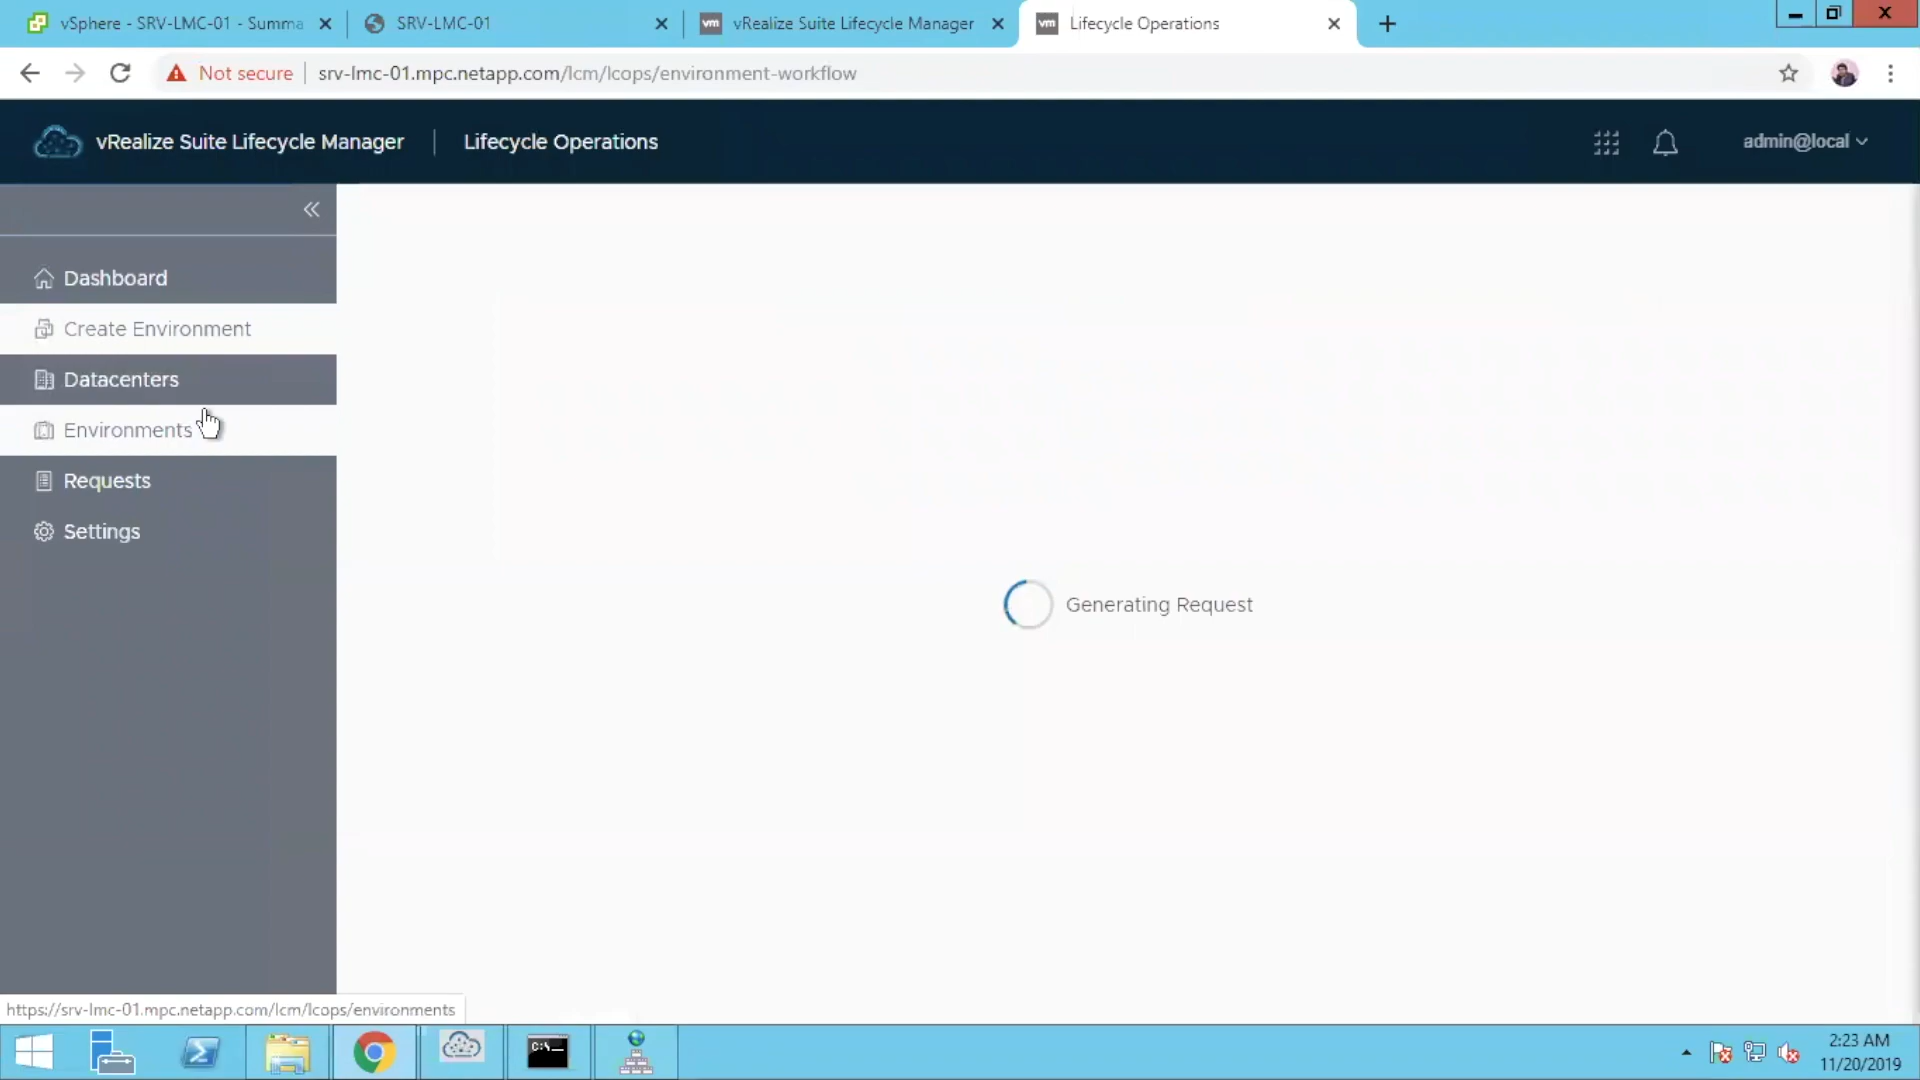 vSphere - SRV-LMC-01 - Summa
SRV-LMC-01
vm vRealize Suite Lifecycle Manager
vm Lifecycle Operations
Not secure
srv-lmc-01.mpc.netapp.com/lcm/lcops/environment-workflow
vRealize Suite Lifecycle Manager
Lifecycle Operations
admin@local
Dashboard
Create Environment
Datacenters
Environments
Requests
Settings
Generating Request
https://srv-lmc-01.mpc.netapp.com/lcm/lcops/environments
C:\_
2:23 AM
11/20/2019